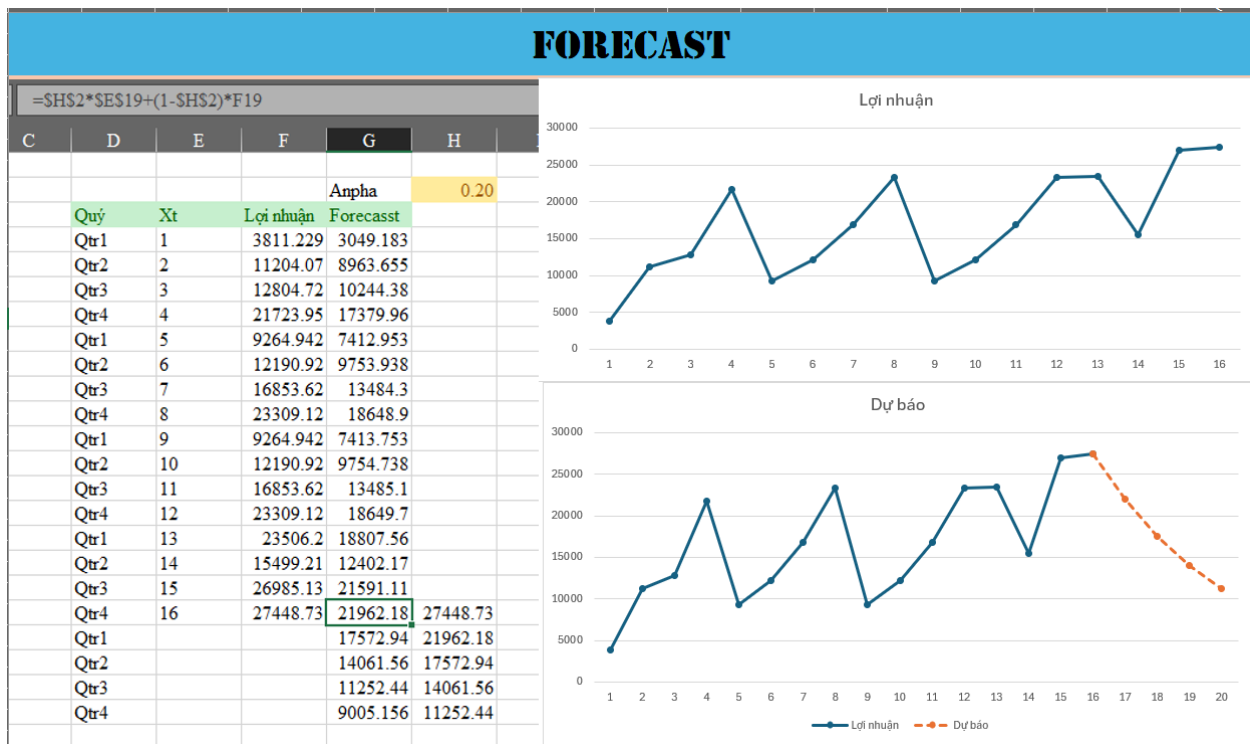 FORECAST
=$H$2*$E$19+(1-$H$2)*F19
C D E F G H
Anpha 0.20
Quý Xt Lợi nhuận Forecasst
Qtr1 1 3811.229 3049.183
Qtr2 2 11204.07 8963.655
Qtr3 3 12804.72 10244.38
Qtr4 4 21723.95 17379.96
Qtr1 5 9264.942 7412.953
Qtr2 6 12190.92 9753.938
Qtr3 7 16853.62 13484.3
Qtr4 8 23309.12 18648.9
Qtr1 9 9264.942 7413.753
Qtr2 10 12190.92 9754.738
Qtr3 11 16853.62 13485.1
Qtr4 12 23309.12 18649.7
Qtr1 13 23506.2 18807.56
Qtr2 14 15499.21 12402.17
Qtr3 15 26985.13 21591.11
Qtr4 16 27448.73 21962.18 27448.73
Qtr1 17572.94 21962.18
Qtr2 14061.56 17572.94
Qtr3 11252.44 14061.56
Qtr4 9005.156 11252.44
Lợi nhuận
30000
25000
20000
15000
10000
5000
0
1 2 3 4 5 6 7 8 9 10 11 12 13 14 15 16
Dự báo
30000
25000
20000
15000
10000
5000
0
1 2 3 4 5 6 7 8 9 10 11 12 13 14 15 16 17 18 19 20
Lợi nhuận Dự báo